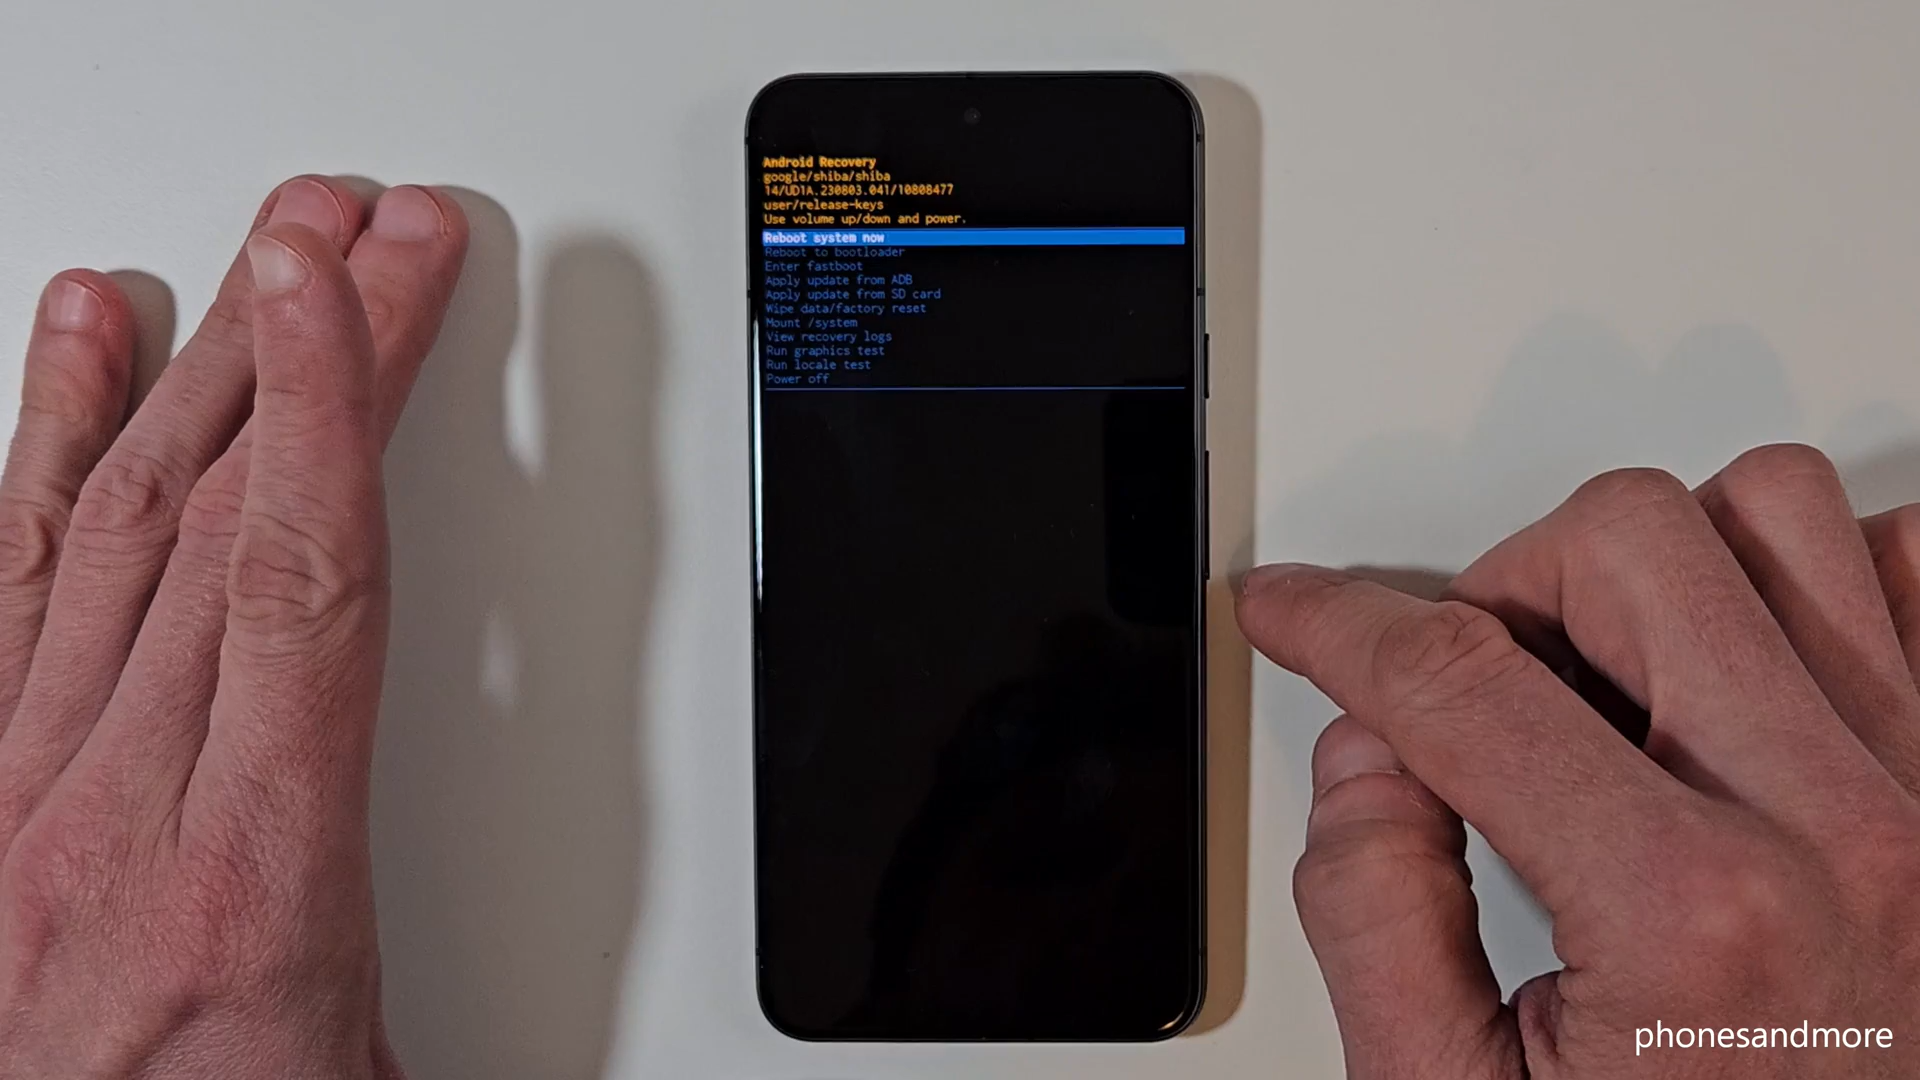 Android Recovery
google/shiba/shiba
14/UD1A.230803.041/10808477
user/release-keys
Use volume up/down and power.
Reboot system now
Reboot to bootloader
Enter fastboot
Apply update from ADB
Apply update from SD card
Wipe data/factory reset
Mount /system
View recovery logs
Run graphics test
Run locale test
Power off
phonesandmore